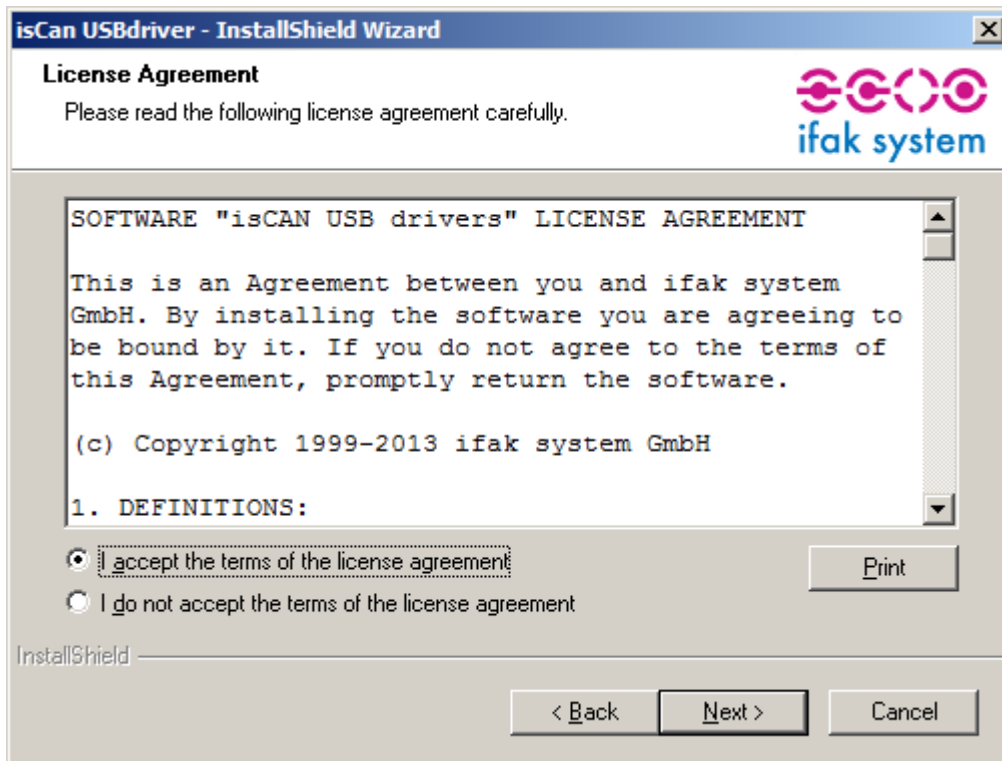 isCan USBdriver - InstallShield Wizard
License Agreement
Please read the following license agreement carefully.
ifak system
SOFTWARE "isCAN USB drivers" LICENSE AGREEMENT
This is an Agreement between you and ifak system
GmbH. By installing the software you are agreeing to
be bound by it. If you do not agree to the terms of
this Agreement, promptly return the software.
(c) Copyright 1999-2013 ifak system GmbH
1. DEFINITIONS:
I accept the terms of the license agreement
Print
I do not accept the terms of the license agreement
InstallShield
< Back
Next >
Cancel